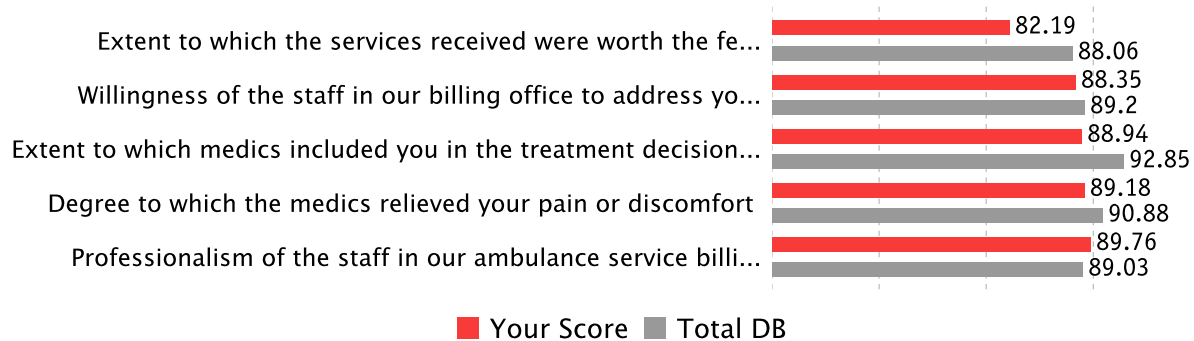 Extent to which the services received were worth the fe... 82.19
88.06
Willingness of the staff in our billing office to address yo... 88.35
89.2
Extent to which medics included you in the treatment decision... 88.94
92.85
Degree to which the medics relieved your pain or discomfort 89.18
90.88
Professionalism of the staff in our ambulance service billi... 89.76
89.03
Your Score Total DB